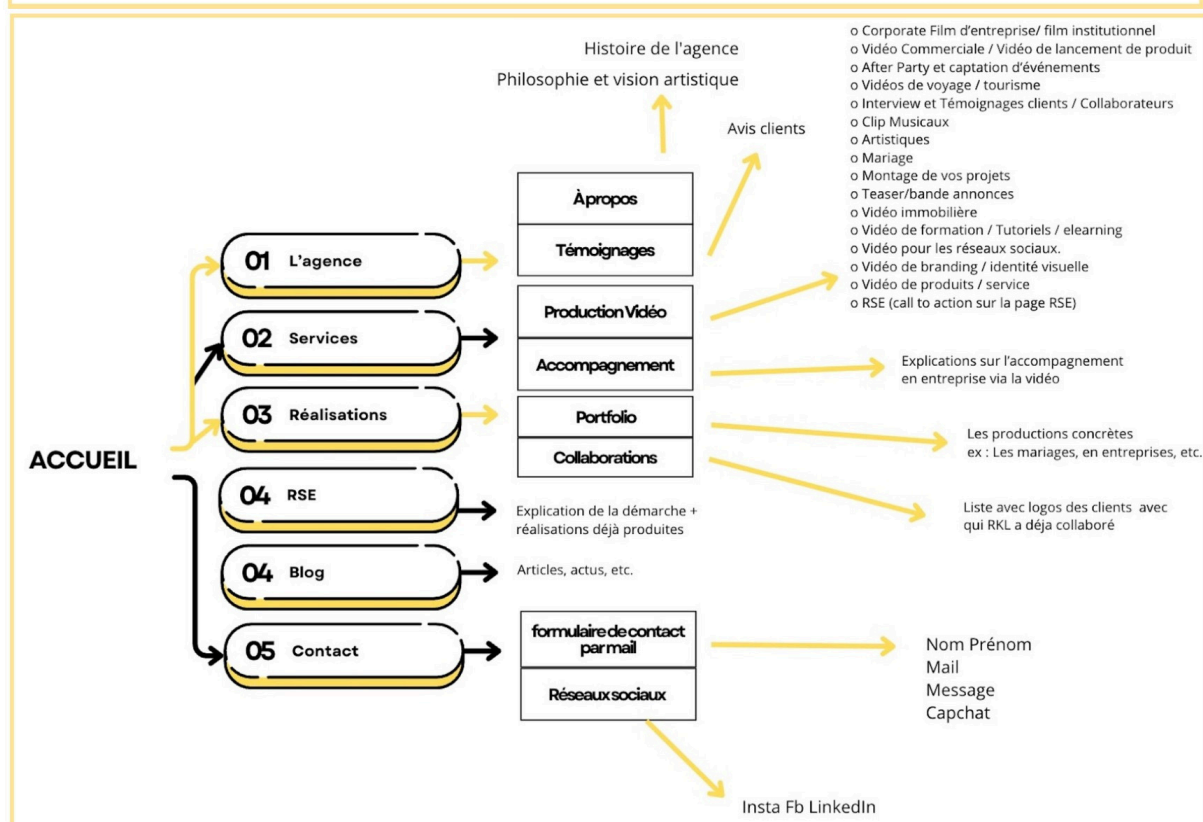 Histoire de l'agence
Philosophie et vision artistique
Avis clients
o Corporate Film d'entreprise/ film institutionnel
o Vidéo Commerciale / Vidéo de lancement de produit
o After Party et captation d'événements
o Vidéos de voyage / tourisme
o Interview et Témoignages clients / Collaborateurs
o Clip Musicaux
o Artistiques
o Mariage
o Montage de vos projets
o Teaser/bande annonces
o Vidéo immobilière
o Vidéo de formation / Tutoriels / elearning
o Vidéo pour les réseaux sociaux.
o Vidéo de branding / identité visuelle
o Vidéo de produits / service
o RSE (call to action sur la page RSE)
ACCUEIL
01 L'agence
À propos
Témoignages
02 Services
Production Vidéo
Accompagnement
Explications sur l'accompagnement
en entreprise via la vidéo
03 Réalisations
Portfolio
Collaborations
Les productions concrètes
ex : Les mariages, en entreprises, etc.
Liste avec logos des clients avec
qui RKL a déja collaboré
04 RSE
Explication de la démarche +
réalisations déjà produites
04 Blog
Articles, actus, etc.
05 Contact
formulaire de contact
par mail
Réseaux sociaux
Nom Prénom
Mail
Message
Capchat
Insta Fb LinkedIn